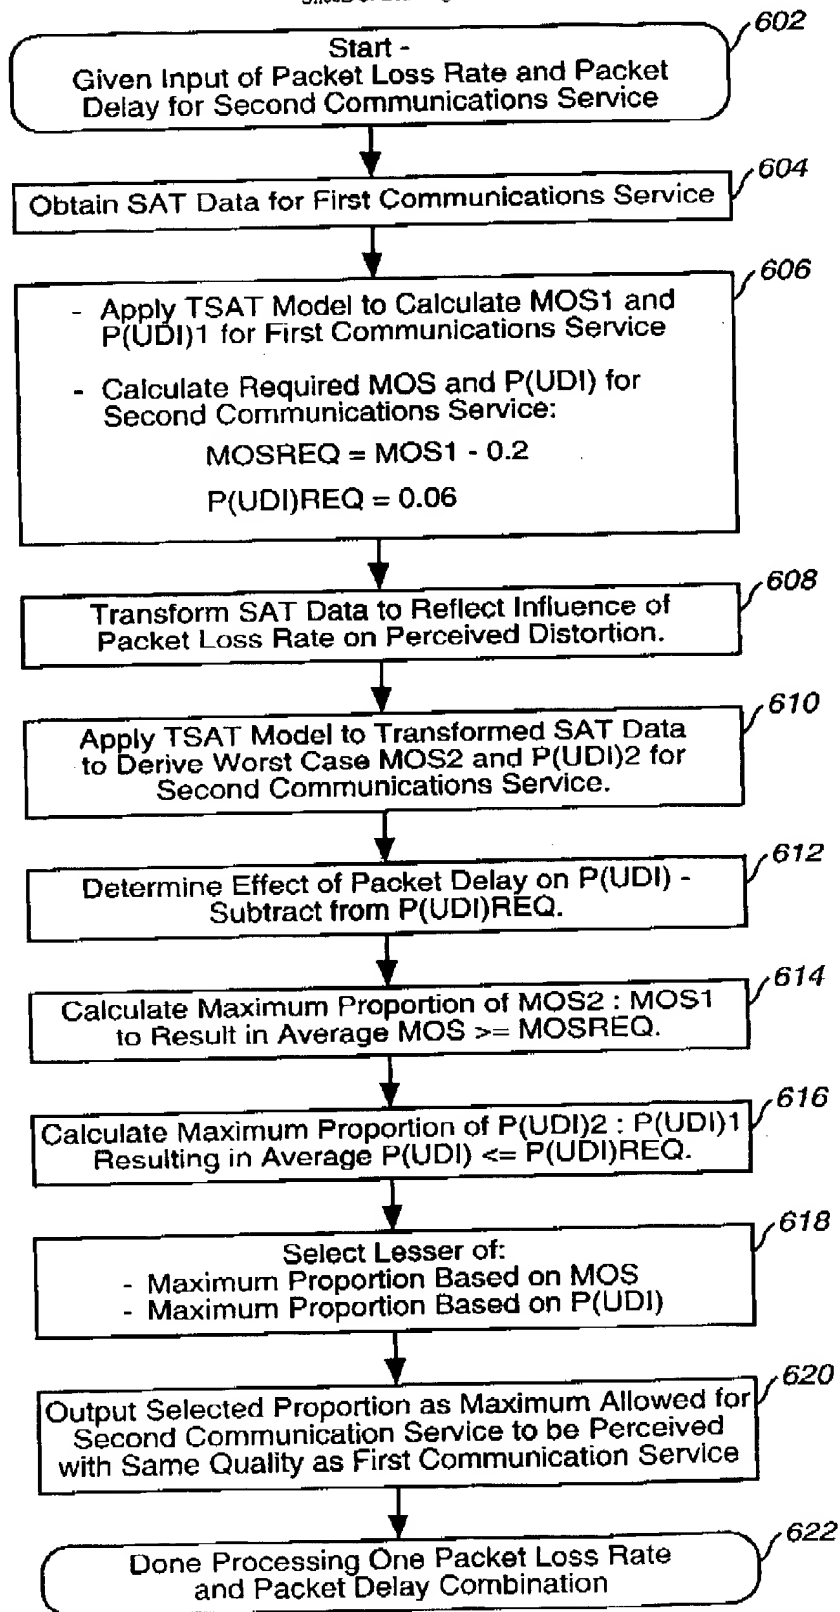 602
Start -
Given Input of Packet Loss Rate and Packet
Delay for Second Communications Service
604
Obtain SAT Data for First Communications Service
606
- Apply TSAT Model to Calculate MOS1 and
P(UDI)1 for First Communications Service
- Calculate Required MOS and P(UDI) for
Second Communications Service:
MOSREQ = MOS1 - 0.2
P(UDI)REQ = 0.06
608
Transform SAT Data to Reflect Influence of
Packet Loss Rate on Perceived Distortion.
610
Apply TSAT Model to Transformed SAT Data
to Derive Worst Case MOS2 and P(UDI)2 for
Second Communications Service.
612
Determine Effect of Packet Delay on P(UDI) -
Subtract from P(UDI)REQ.
614
Calculate Maximum Proportion of MOS2 : MOS1
to Result in Average MOS >= MOSREQ.
616
Calculate Maximum Proportion of P(UDI)2 : P(UDI)1
Resulting in Average P(UDI) <= P(UDI)REQ.
618
Select Lesser of:
- Maximum Proportion Based on MOS
- Maximum Proportion Based on P(UDI)
620
Output Selected Proportion as Maximum Allowed for
Second Communication Service to be Perceived
with Same Quality as First Communication Service
622
Done Processing One Packet Loss Rate
and Packet Delay Combination